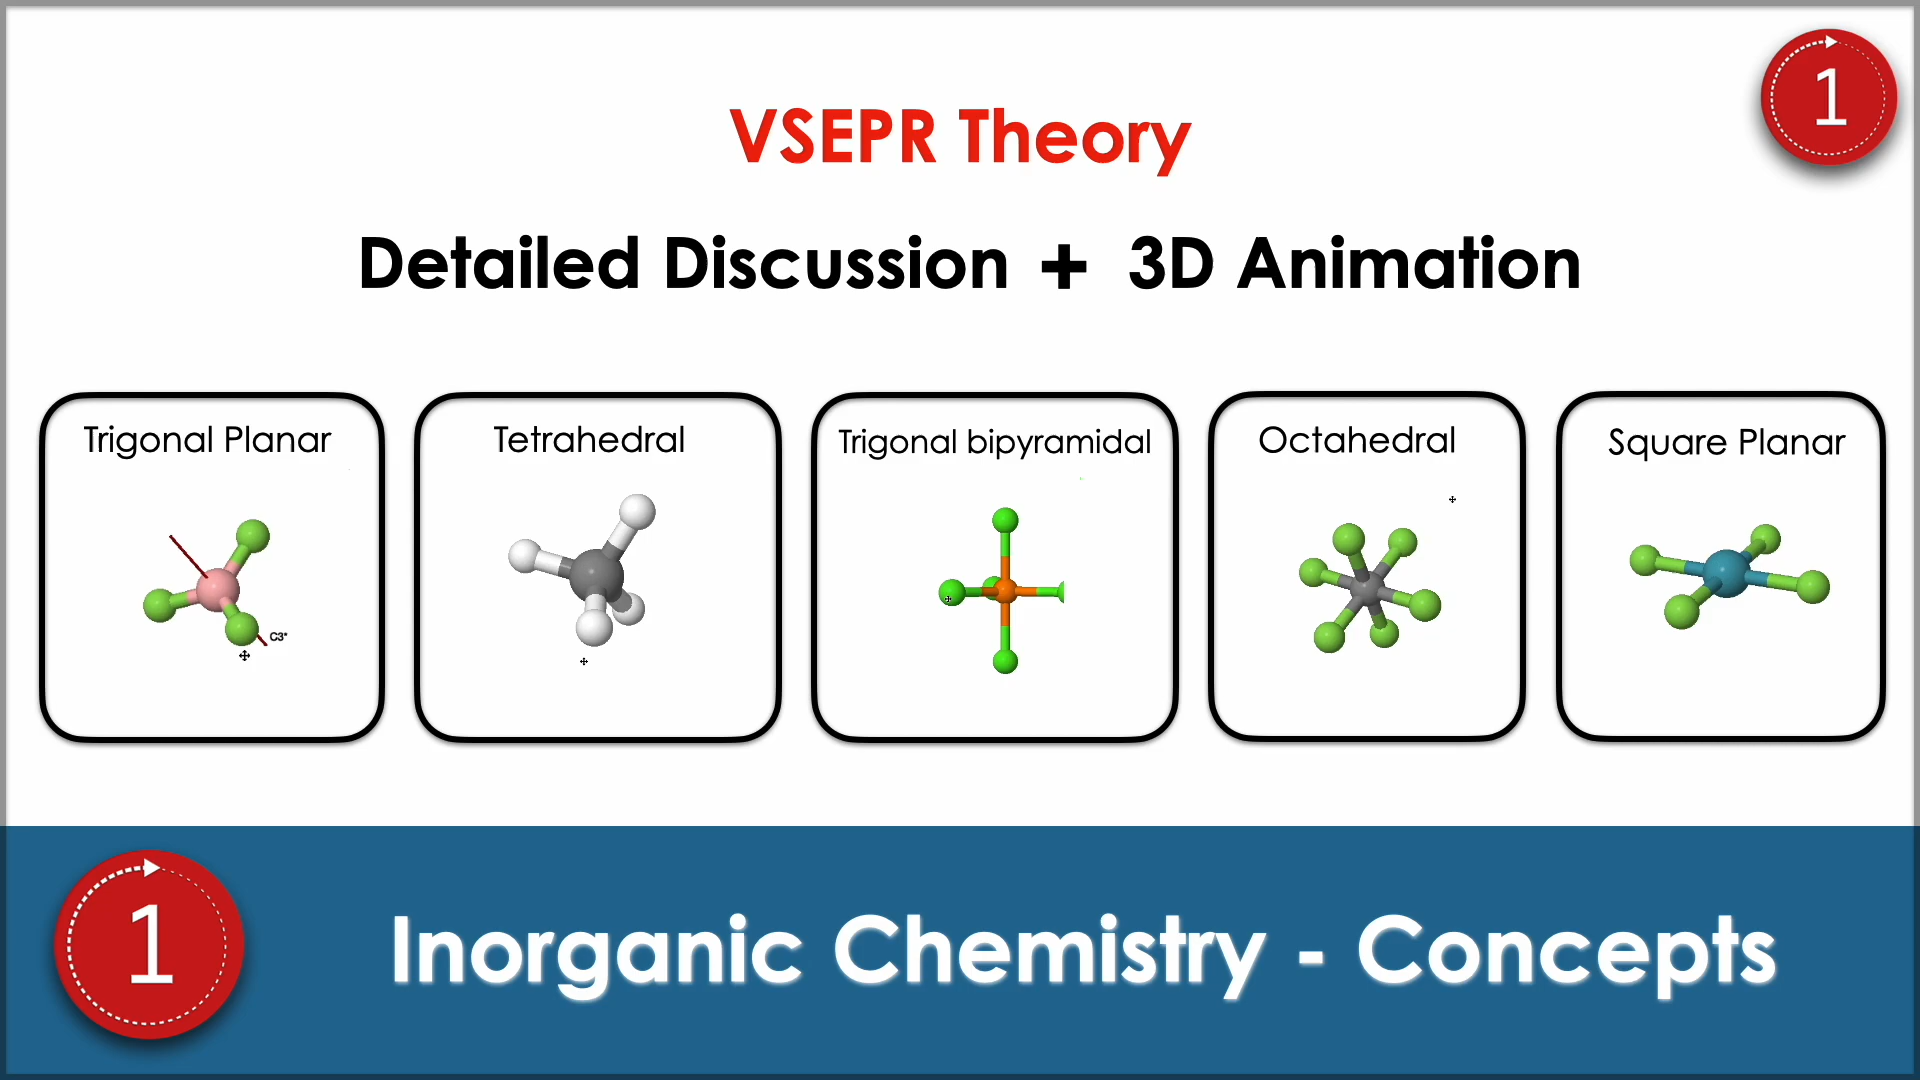 1
VSEPR Theory
Detailed Discussion + 3D Animation
Trigonal Planar
Tetrahedral
Trigonal bipyramidal
Octahedral
Square Planar
C3*
1
Inorganic Chemistry - Concepts